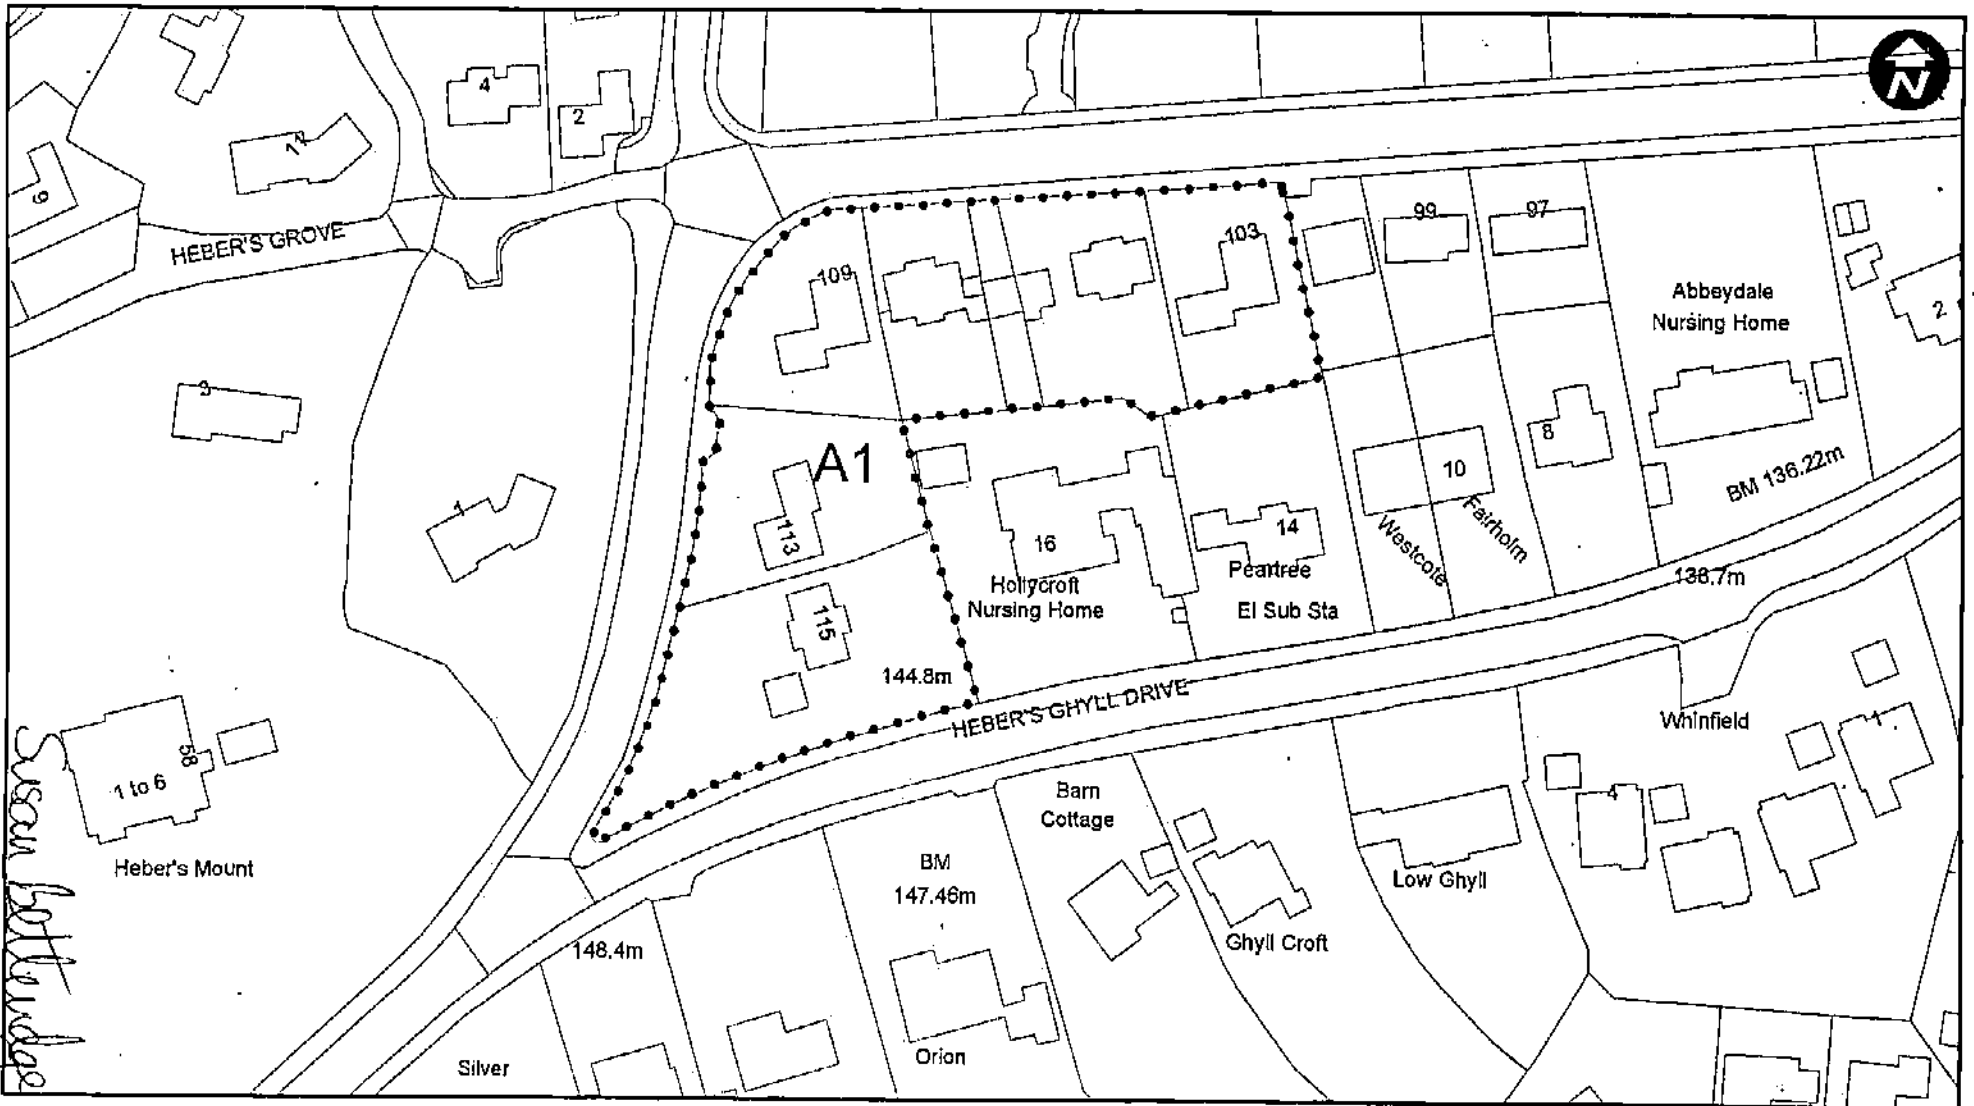 N
4
2
11
9
HEBER'S GROVE
109
103
99
97
Abbeydale
Nursing Home
2
3
1
A1
113
115
144.8m
16
Hollycroft
Nursing Home
14
Peartree
El Sub Sta
Westcote
10
Fairholm
8
BM 136.22m
138.7m
HEBER'S GHYLL DRIVE
58
1 to 6
Heber's Mount
Barn
Cottage
BM
147.46m
148.4m
Whinfield
1
4
Low Ghyll
Ghyll Croft
Orion
Silver
Susan